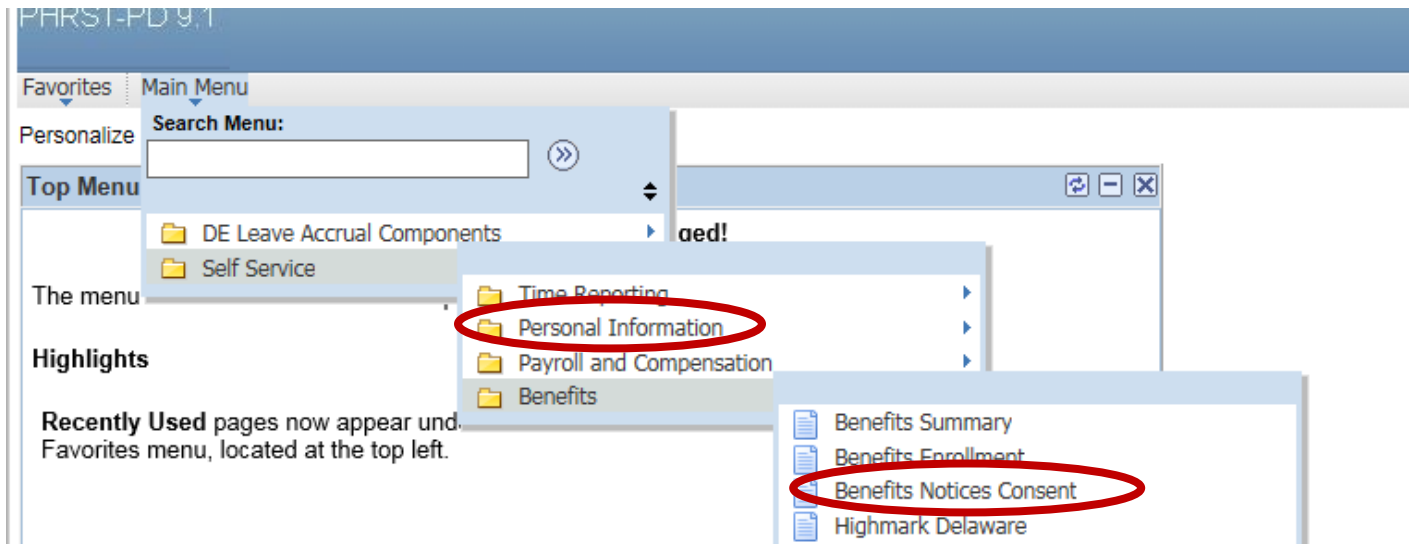 PHRST-PD 9.1
Favorites Main Menu
Personalize
Search Menu:
Top Menu
DE Leave Accrual Components
ged!
Self Service
The menu
Time Reporting
Personal Information
Highlights
Payroll and Compensation
Benefits
Recently Used pages now appear und
Favorites menu, located at the top left.
Benefits Summary
Benefits Enrollment
Benefits Notices Consent
Highmark Delaware